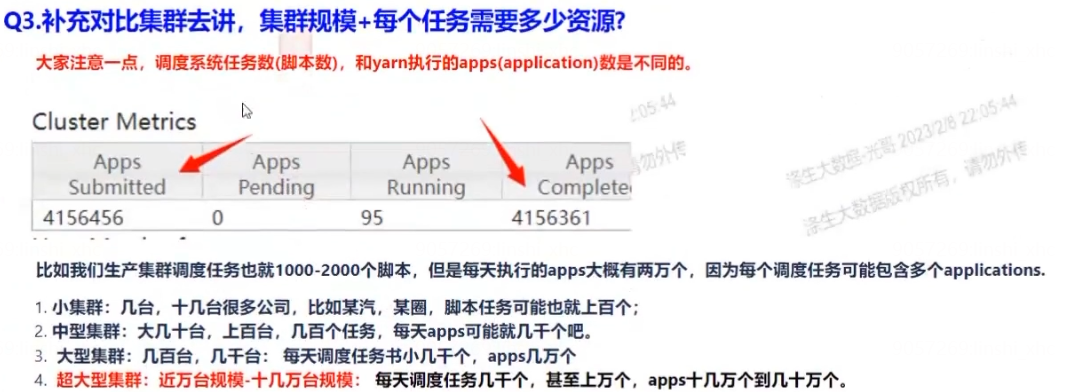 Q3.补充对比集群去讲，集群规模+每个任务需要多少资源?
大家注意一点，调度系统任务数(脚本数)，和yarn执行的apps(application)数是不同的。
:05:44
Cluster Metrics
涤生大数据-光哥 2023/2/8 22:05:44
请勿外传
涤生大数据版权所有，请勿外传
Apps Submitted
Apps Pending
Apps Running
Apps Complete
4156456
0
95
4156361
比如我们生产集群调度任务也就1000-2000个脚本，但是每天执行的apps大概有两万个，因为每个调度任务可能包含多个applications.
1. 小集群：几台，十几台很多公司，比如某汽，某圈，脚本任务可能也就上百个；
2. 中型集群：大几十台，上百台，几百个任务，每天apps可能就几千个吧。
3. 大型集群：几百台，几千台： 每天调度任务书小几千个，apps几万个
4. 超大型集群：近万台规模-十几万台规模： 每天调度任务几千个，甚至上万个，apps十几万个到几十万个。